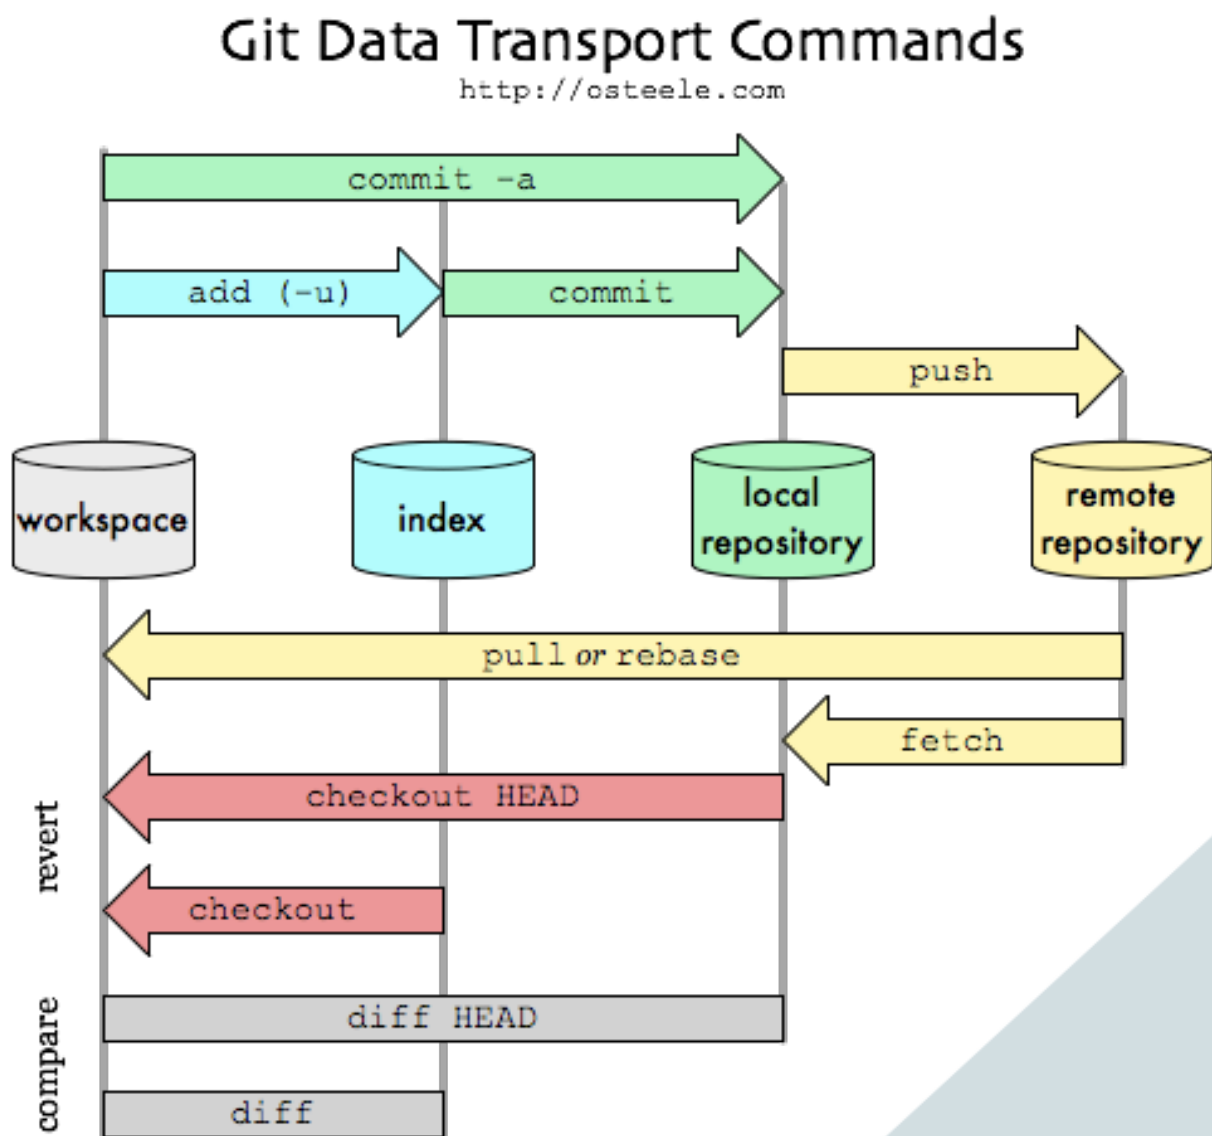 Git Data Transport Commands
http://osteele.com
commit -a
add (-u)
commit
push
workspace
index
local
repository
remote
repository
pull or rebase
fetch
revert
checkout HEAD
checkout
compare
diff HEAD
diff